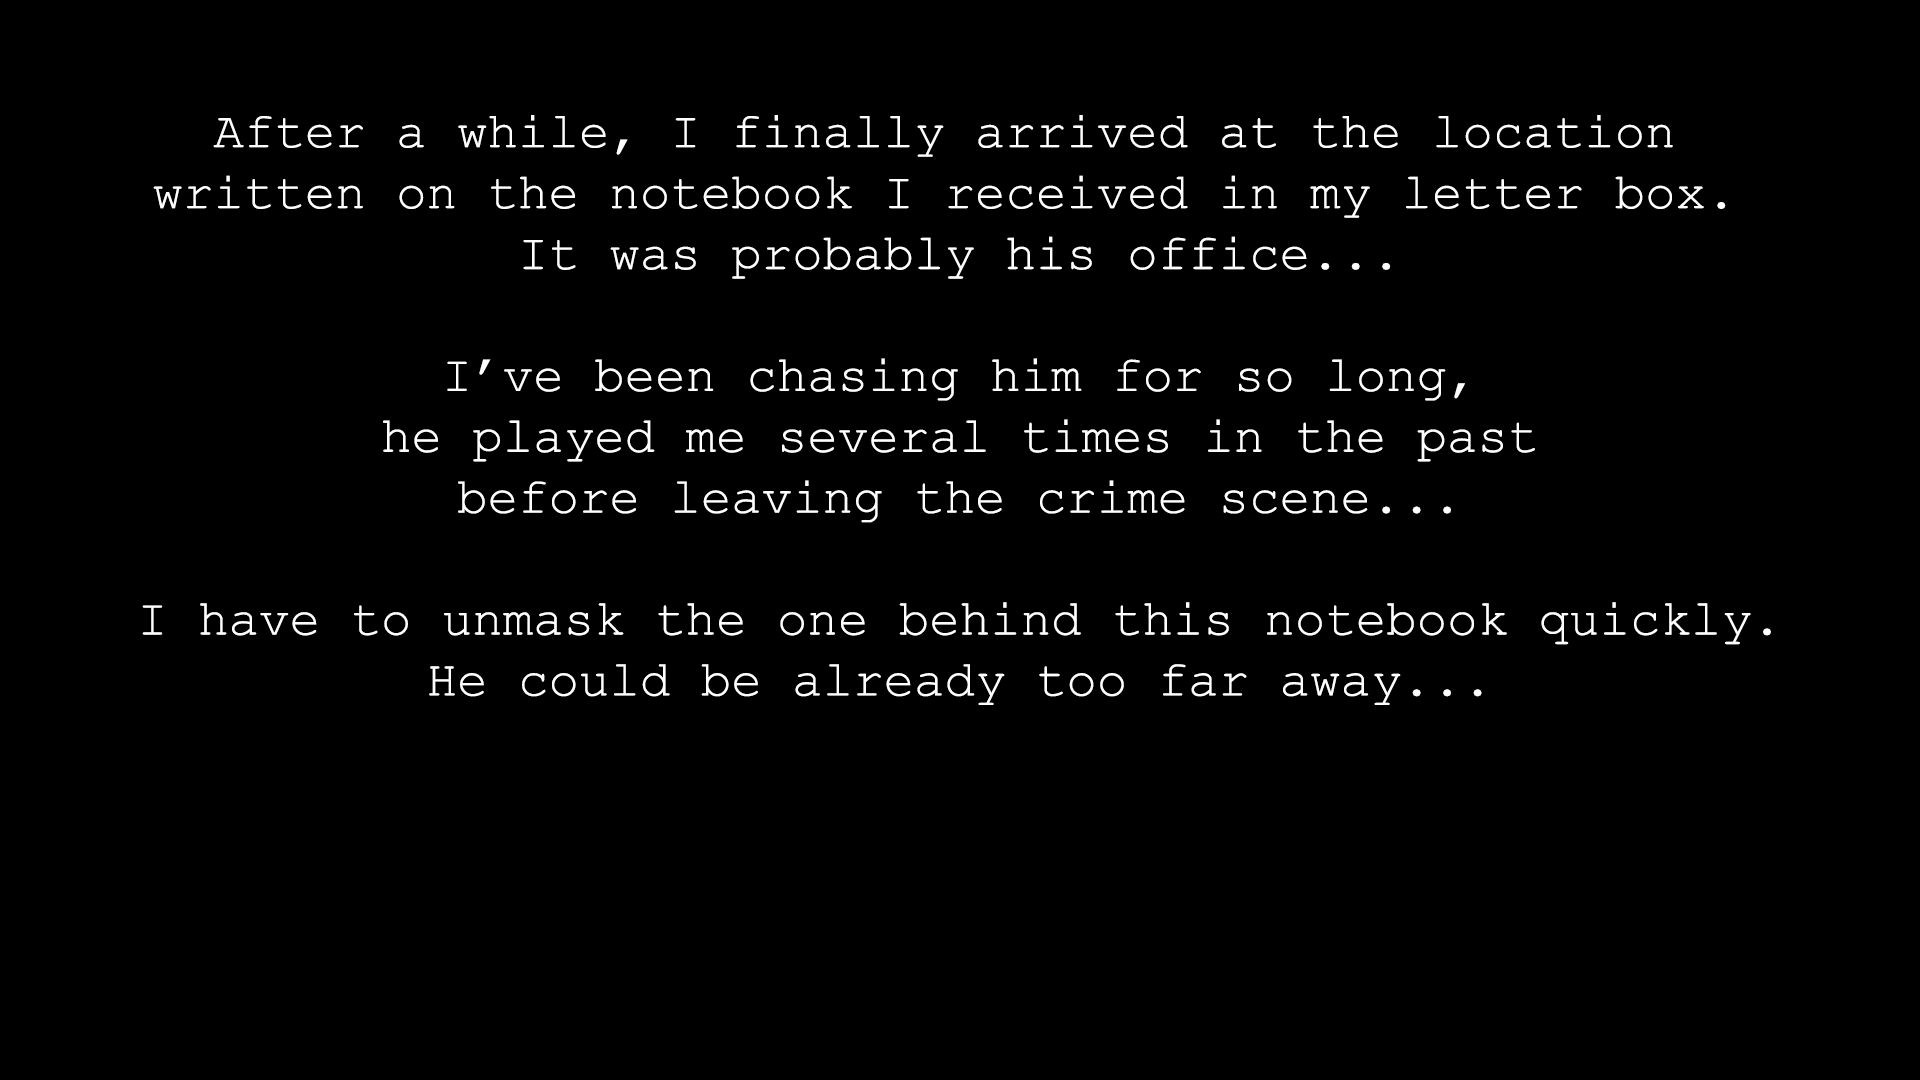 After a while, I finally arrived at the location
written on the notebook I received in my letter box.
It was probably his office...
I’ve been chasing him for so long,
he played me several times in the past
before leaving the crime scene...
I have to unmask the one behind this notebook quickly.
He could be already too far away...